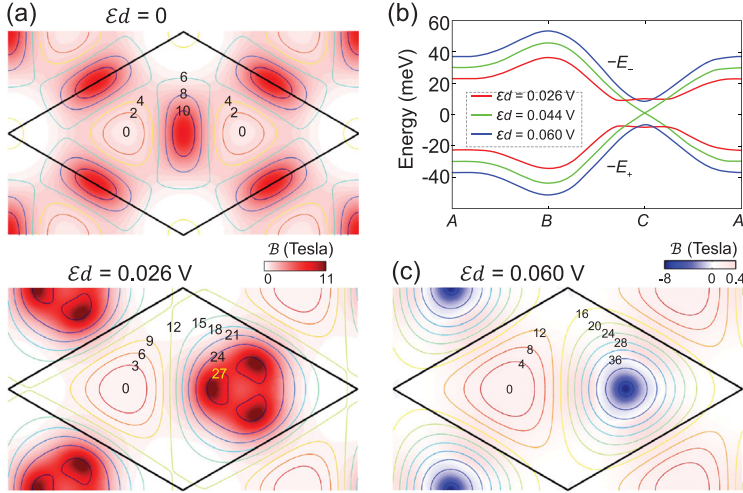 (a)
ℰd = 0
6
8
10
4
2
0
4
2
0
ℬ (Tesla)
0 11
ℰd = 0.026 V
12
15
18
21
9
6
3
0
24
27
(b)
Energy (meV)
60
40
20
0
-20
-40
−E₋
−E₊
εd = 0.026 V
εd = 0.044 V
εd = 0.060 V
A B C A
(c)
ℰd = 0.060 V
ℬ (Tesla)
-8 0 0.4
16
20
24
28
36
12
8
4
0